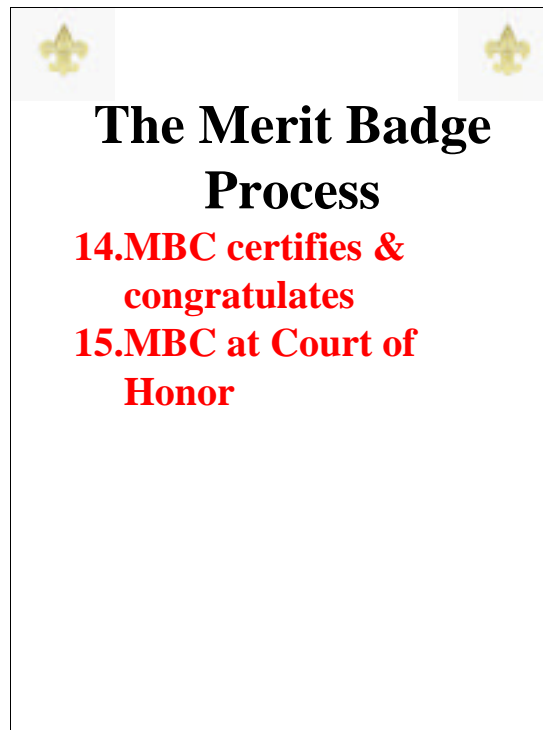 The Merit Badge
Process
14.MBC certifies &
congratulates
15.MBC at Court of
Honor